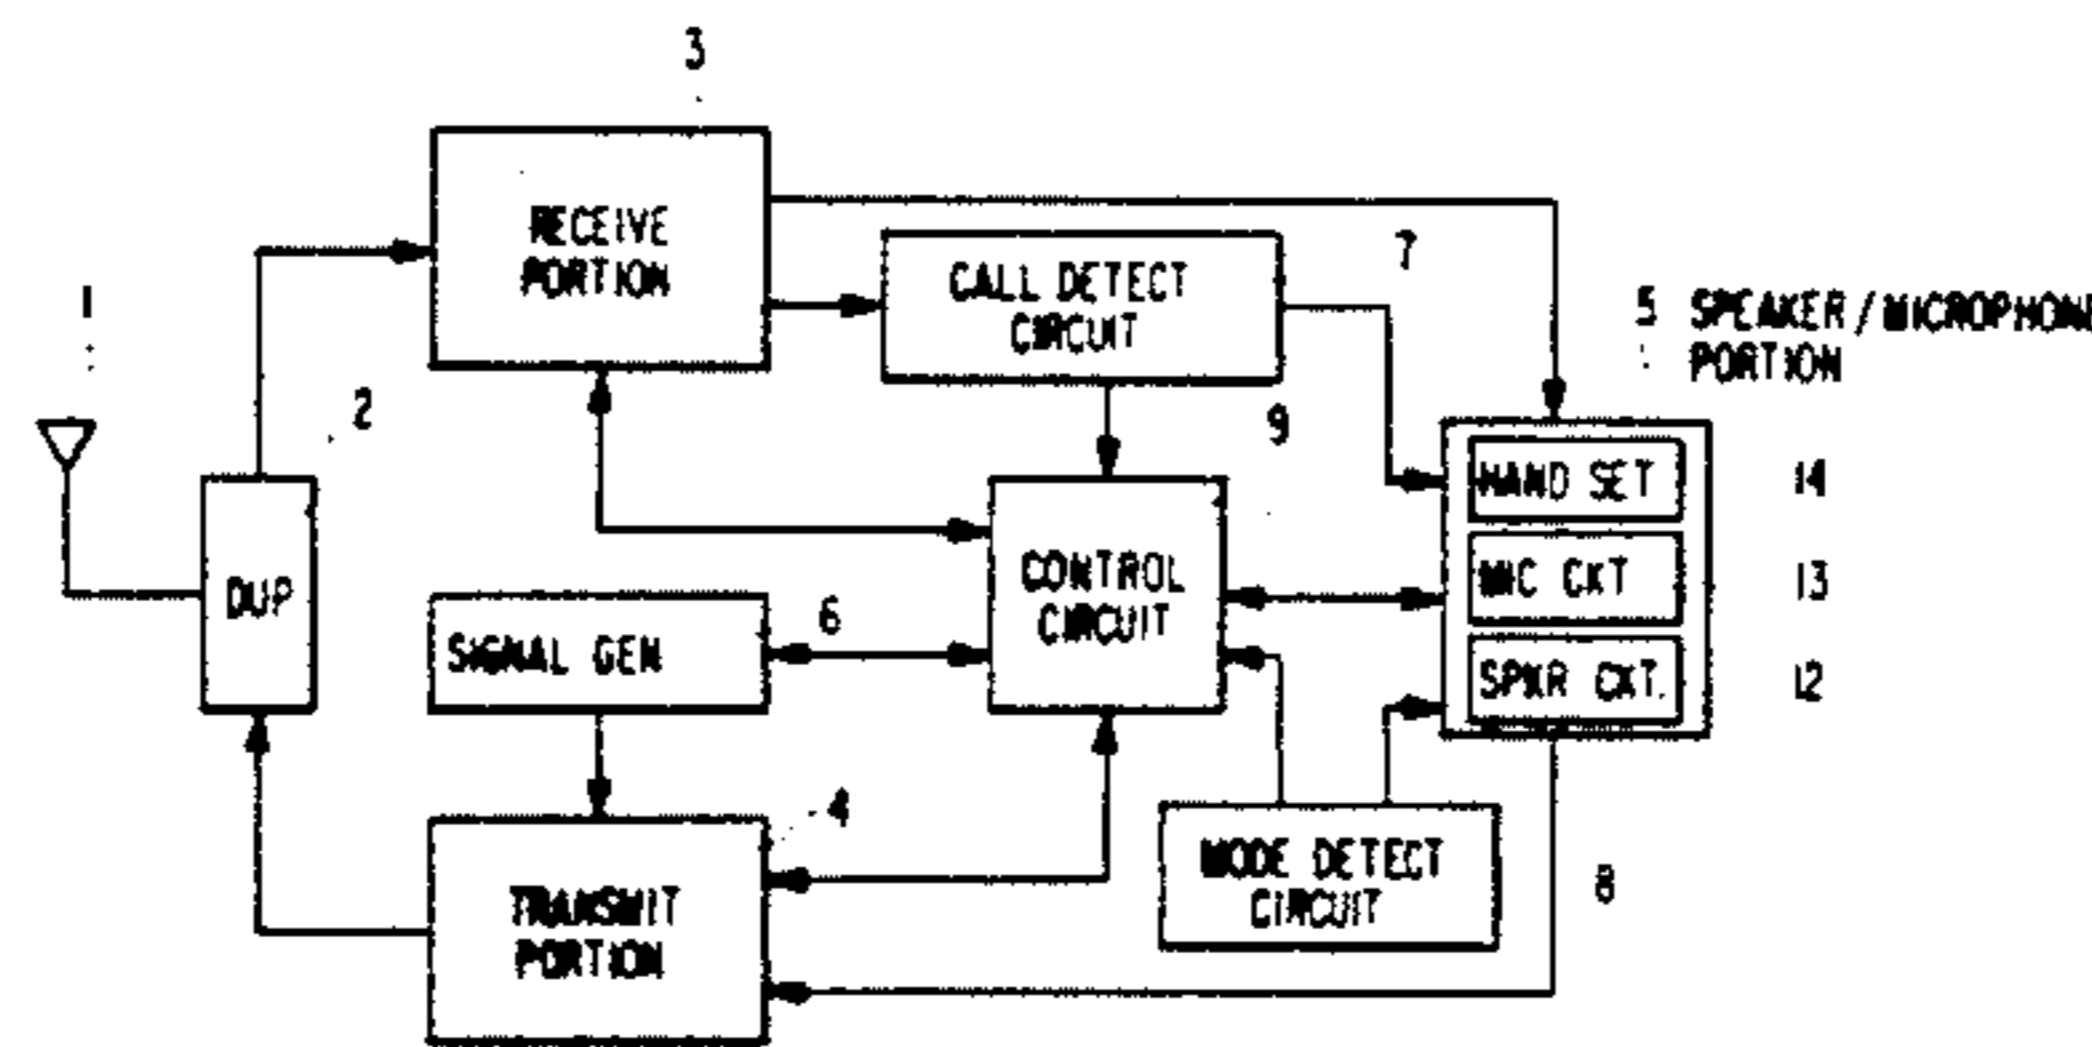 3
RECEIVE
PORTION
7
CALL DETECT
CIRCUIT
1
5 SPEAKER/MICROPHONE
PORTION
2
9
HAND SET
14
CONTROL
CIRCUIT
MIC CKT
13
DUP
6
SIGNAL GEN
SPKR CKT.
12
4
MODE DETECT
CIRCUIT
8
TRANSMIT
PORTION